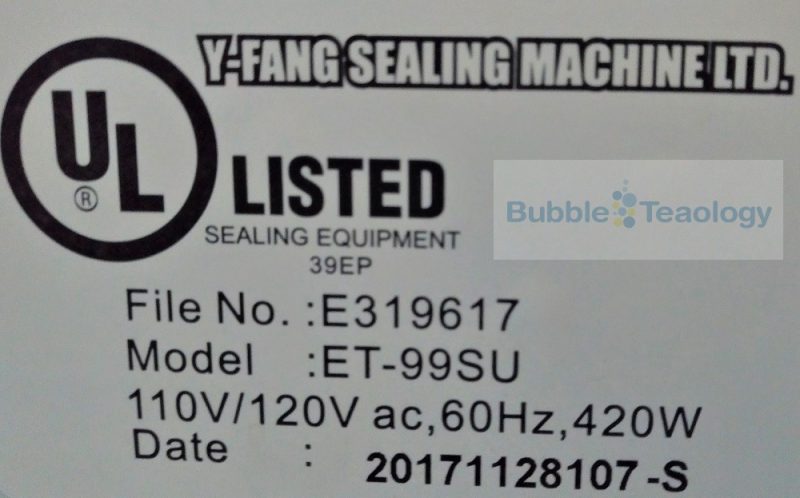 Y-FANG SEALING MACHINE LTD.
UL
®
LISTED
Bubble Teaology
SEALING EQUIPMENT
39EP
File No. :E319617
Model :ET-99SU
110V/120V ac,60Hz,420W
Date : 20171128107-S